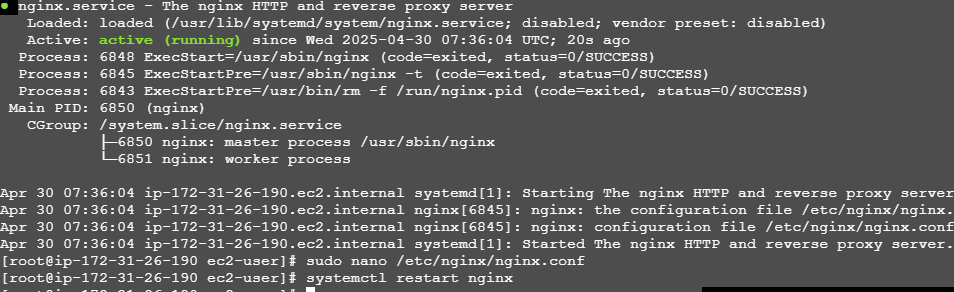 ● nginx.service - The nginx HTTP and reverse proxy server
Loaded: loaded (/usr/lib/systemd/system/nginx.service; disabled; vendor preset: disabled)
Active: active (running) since Wed 2025-04-30 07:36:04 UTC; 20s ago
Process: 6848 ExecStart=/usr/sbin/nginx (code=exited, status=0/SUCCESS)
Process: 6845 ExecStartPre=/usr/sbin/nginx -t (code=exited, status=0/SUCCESS)
Process: 6843 ExecStartPre=/usr/bin/rm -f /run/nginx.pid (code=exited, status=0/SUCCESS)
Main PID: 6850 (nginx)
CGroup: /system.slice/nginx.service
├─6850 nginx: master process /usr/sbin/nginx
└─6851 nginx: worker process
Apr 30 07:36:04 ip-172-31-26-190.ec2.internal systemd[1]: Starting The nginx HTTP and reverse proxy server
Apr 30 07:36:04 ip-172-31-26-190.ec2.internal nginx[6845]: nginx: the configuration file /etc/nginx/nginx.
Apr 30 07:36:04 ip-172-31-26-190.ec2.internal nginx[6845]: nginx: configuration file /etc/nginx/nginx.conf
Apr 30 07:36:04 ip-172-31-26-190.ec2.internal systemd[1]: Started The nginx HTTP and reverse proxy server.
[root@ip-172-31-26-190 ec2-user]# sudo nano /etc/nginx/nginx.conf
[root@ip-172-31-26-190 ec2-user]# systemctl restart nginx
[root@ip-172-31-26-190 ec2-user]#